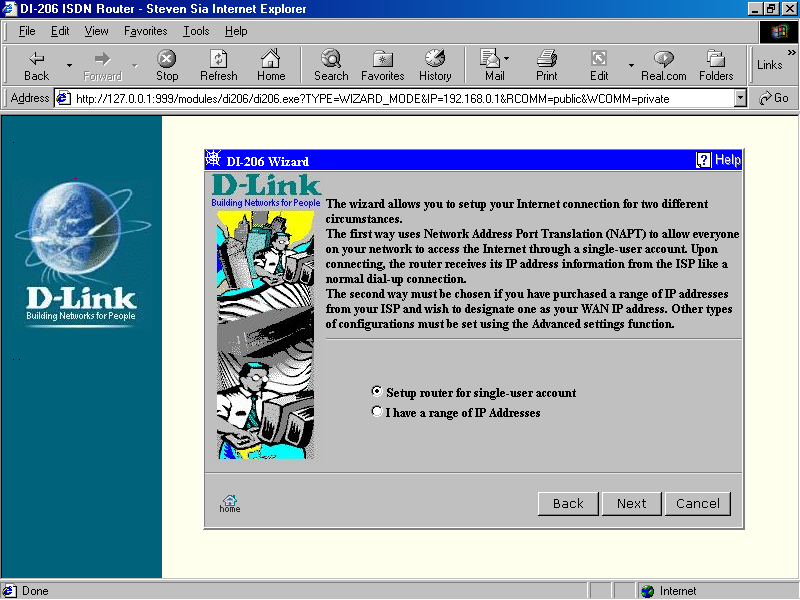 DI-206 ISDN Router - Steven Sia Internet Explorer
File Edit View Favorites Tools Help
Back Forward Stop Refresh Home Search Favorites History Mail Print Edit Real.com Folders Links »
Address http://127.0.0.1:999/modules/di206/di206.exe?TYPE=WIZARD_MODE&IP=192.168.0.1&RCOMM=public&WCOMM=private Go
D-Link
Building Networks for People
DI-206 Wizard ? Help
D-Link
Building Networks for People
The wizard allows you to setup your Internet connection for two different
circumstances.
The first way uses Network Address Port Translation (NAPT) to allow everyone
on your network to access the Internet through a single-user account. Upon
connecting, the router receives its IP address information from the ISP like a
normal dial-up connection.
The second way must be chosen if you have purchased a range of IP addresses
from your ISP and wish to designate one as your WAN IP address. Other types
of configurations must be set using the Advanced settings function.
Setup router for single-user account
I have a range of IP Addresses
home
Back Next Cancel
Done Internet